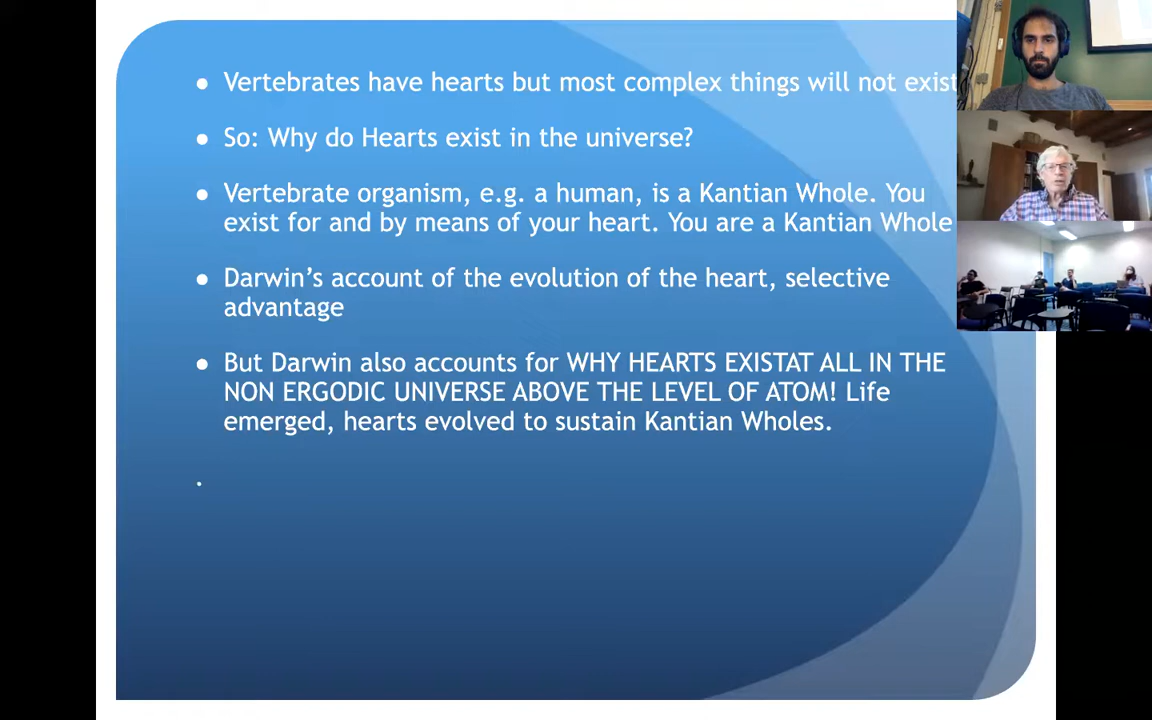 • Vertebrates have hearts but most complex things will not exist
• So: Why do Hearts exist in the universe?
• Vertebrate organism, e.g. a human, is a Kantian Whole. You
exist for and by means of your heart. You are a Kantian Whole
• Darwin's account of the evolution of the heart, selective
advantage
• But Darwin also accounts for WHY HEARTS EXISTAT ALL IN THE
NON ERGODIC UNIVERSE ABOVE THE LEVEL OF ATOM! Life
emerged, hearts evolved to sustain Kantian Wholes.
.